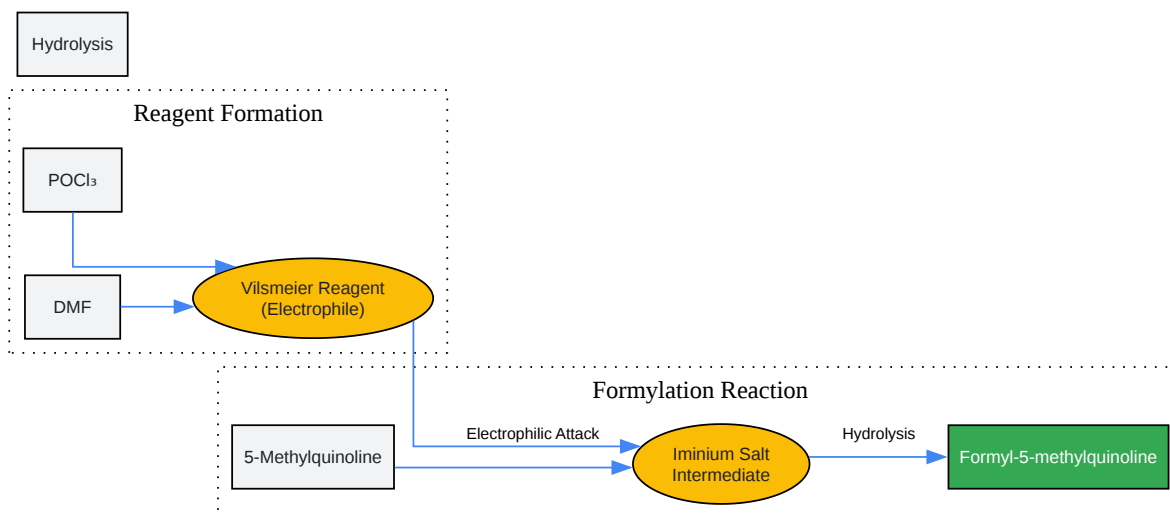 Hydrolysis
Reagent Formation
POCl₃
DMF
Vilsmeier Reagent
(Electrophile)
Formylation Reaction
5-Methylquinoline
Electrophilic Attack
Iminium Salt
Intermediate
Hydrolysis
Formyl-5-methylquinoline